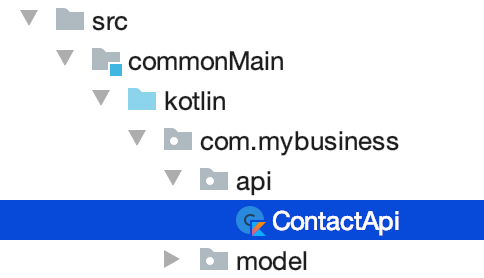 src
commonMain
kotlin
com.mybusiness
api
ContactApi
model